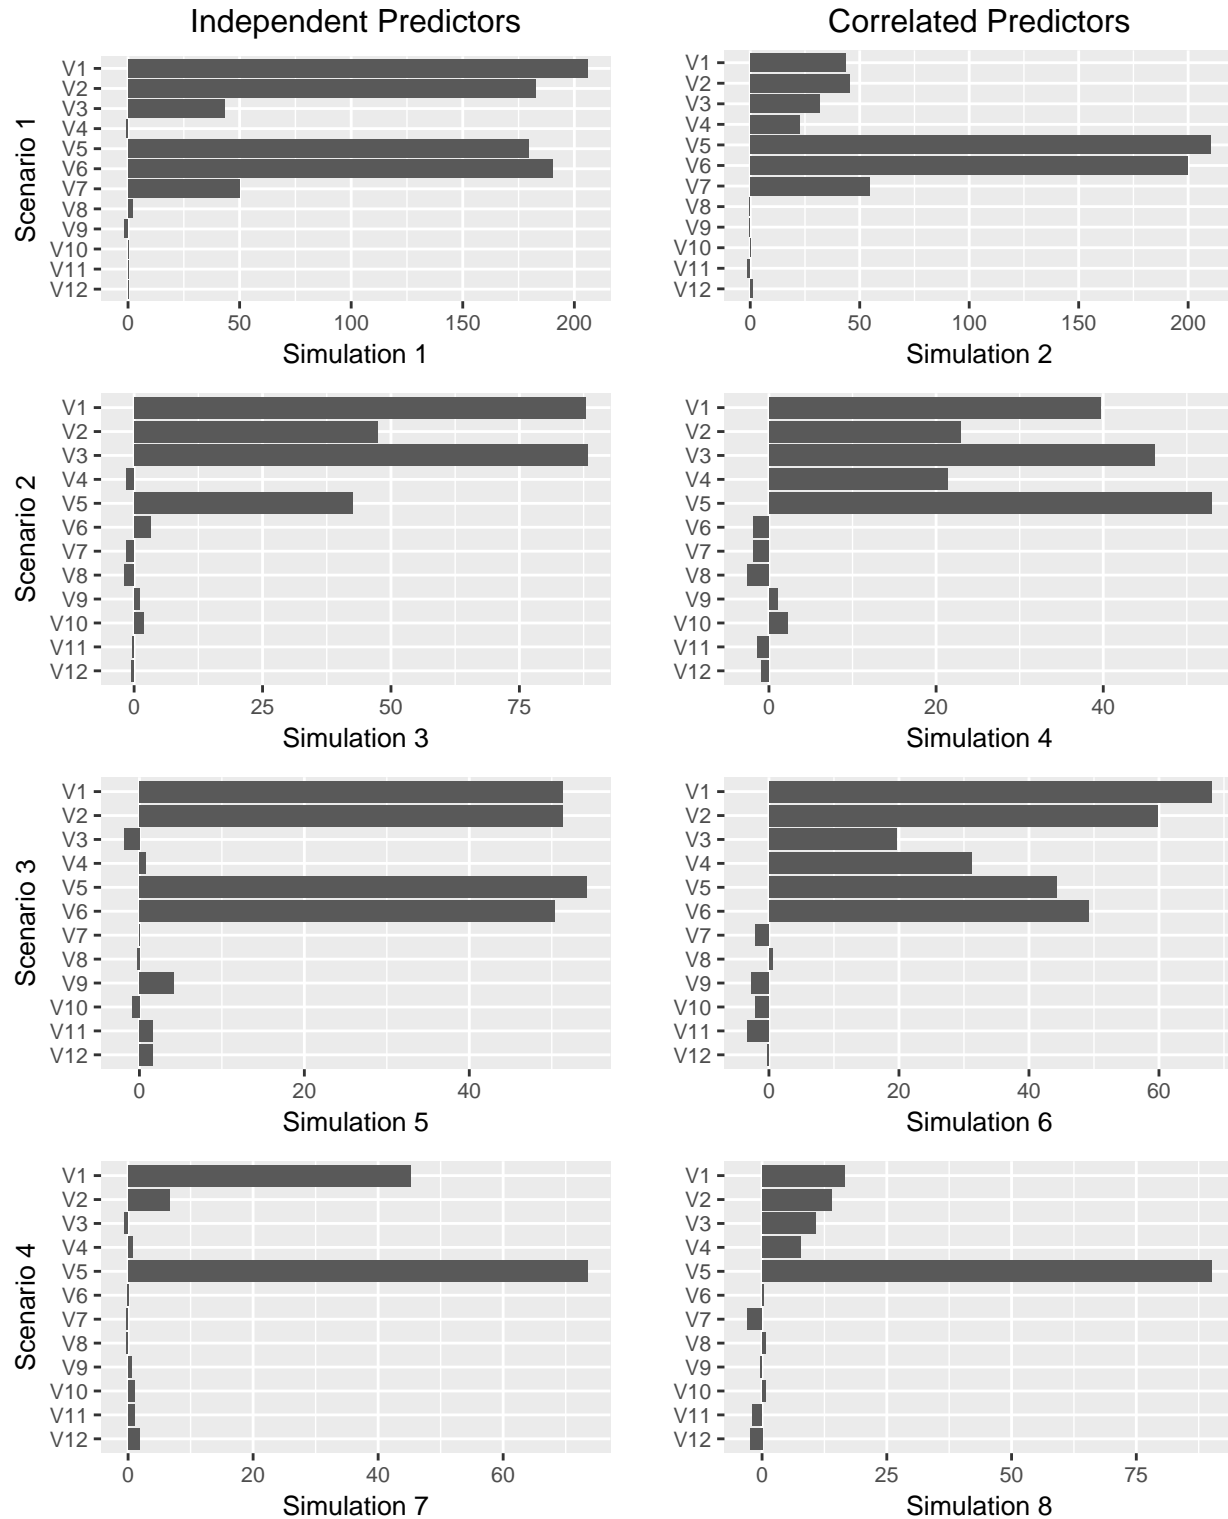 Independent Predictors
Correlated Predictors
Scenario 1
V1
V2
V3
V4
V5
V6
V7
V8
V9
V10
V11
V12
0 50 100 150 200
Simulation 1
V1
V2
V3
V4
V5
V6
V7
V8
V9
V10
V11
V12
0 50 100 150 200
Simulation 2
Scenario 2
V1
V2
V3
V4
V5
V6
V7
V8
V9
V10
V11
V12
0 25 50 75
Simulation 3
V1
V2
V3
V4
V5
V6
V7
V8
V9
V10
V11
V12
0 20 40
Simulation 4
Scenario 3
V1
V2
V3
V4
V5
V6
V7
V8
V9
V10
V11
V12
0 20 40
Simulation 5
V1
V2
V3
V4
V5
V6
V7
V8
V9
V10
V11
V12
0 20 40 60
Simulation 6
Scenario 4
V1
V2
V3
V4
V5
V6
V7
V8
V9
V10
V11
V12
0 20 40 60
Simulation 7
V1
V2
V3
V4
V5
V6
V7
V8
V9
V10
V11
V12
0 25 50 75
Simulation 8